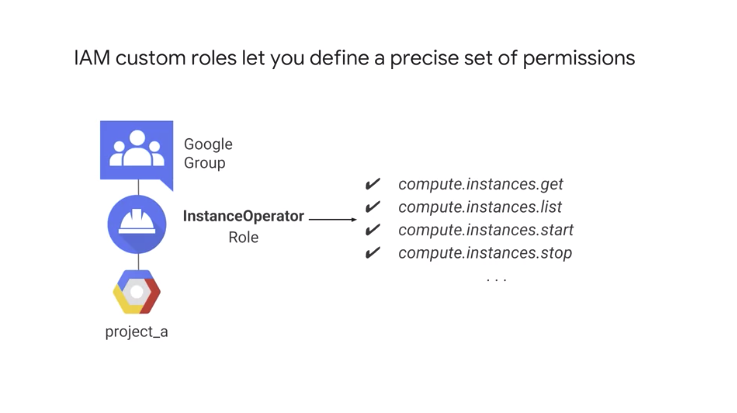 IAM custom roles let you define a precise set of permissions
Google
Group
InstanceOperator
Role
project_a
✔ compute.instances.get
✔ compute.instances.list
✔ compute.instances.start
✔ compute.instances.stop
...